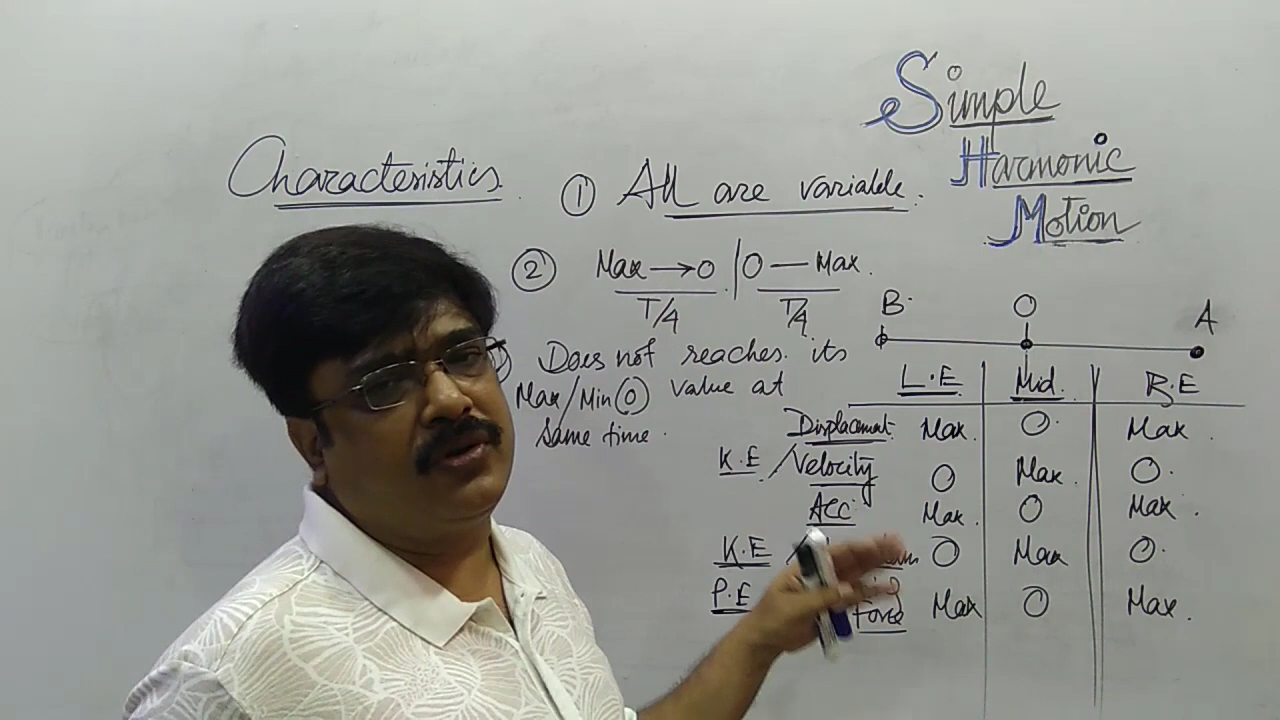 Simple
Harmonic
Motion
Characteristics.
① All are variable.
② Max → 0 / 0 — Max.
T/4 T/4
Does not reaches its
Max/Min(0) value at
same time.
B O A
L.E Mid. R.E
Displacement. Max. 0. Max.
K.E / Velocity 0 Max. 0.
Acc Max. 0 Max.
K.E 0 Max 0.
P.E Force Max 0 Max.